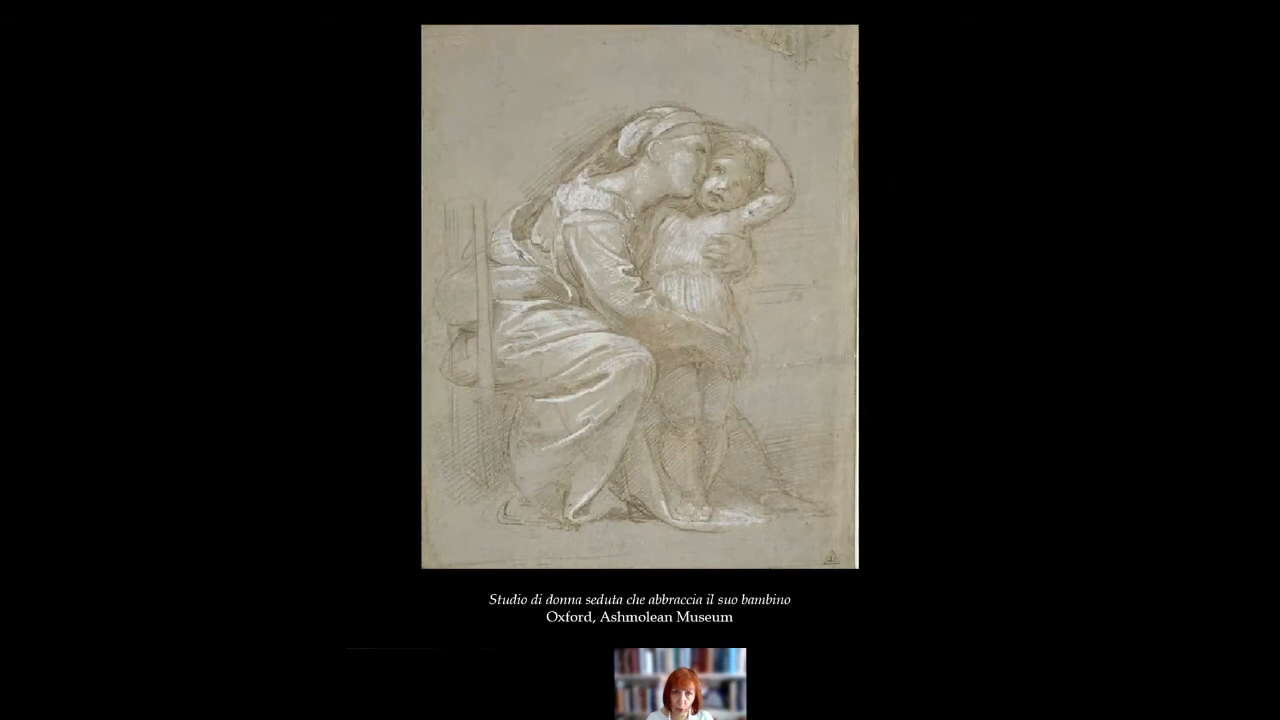 Studio di donna seduta che abbraccia il suo bambino
Oxford, Ashmolean Museum